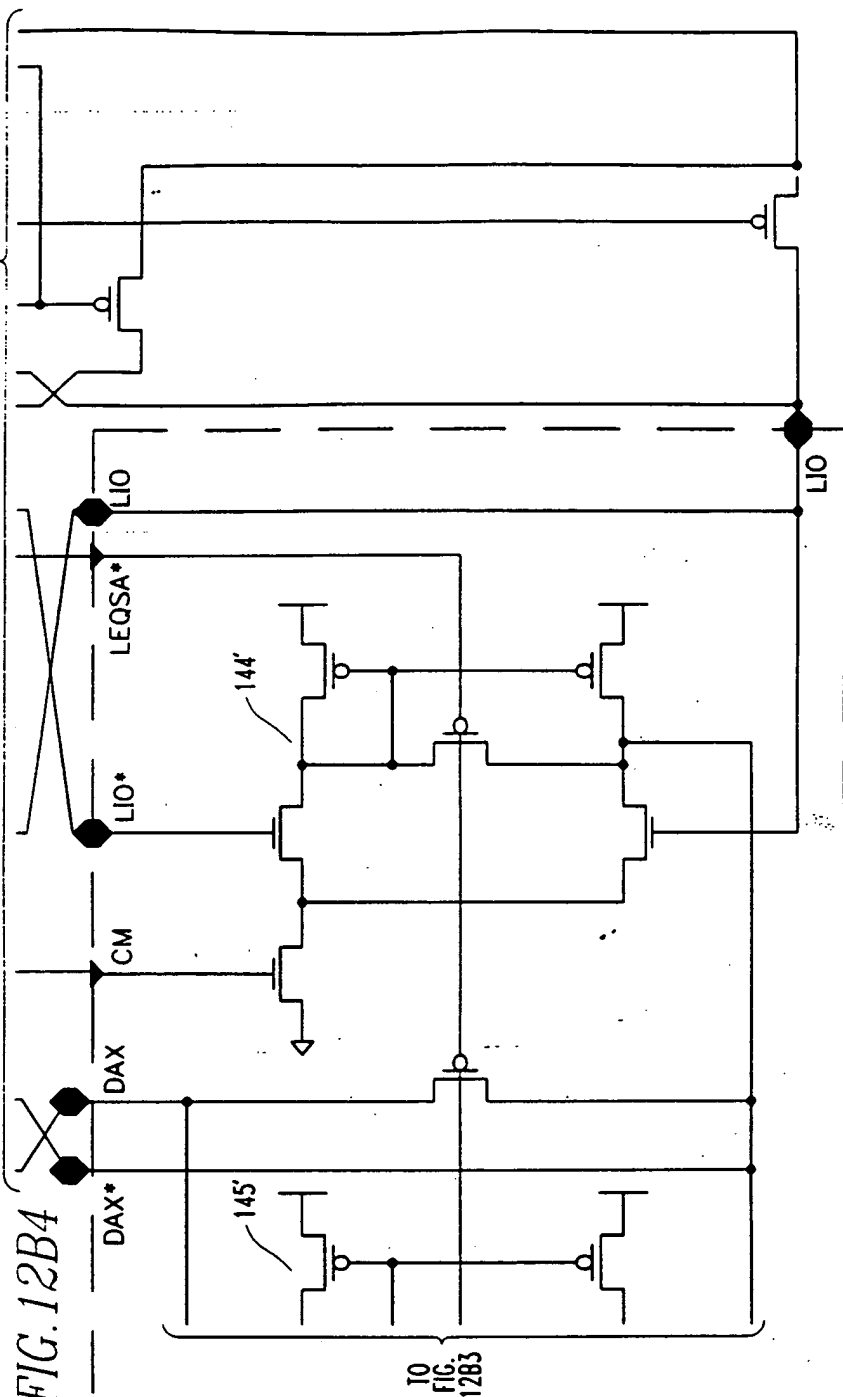 FIG. 12B4
DAX*
DAX
CM
LIO*
LEQSA*
LIO
144'
145'
LIO
TO
FIG.
12B3